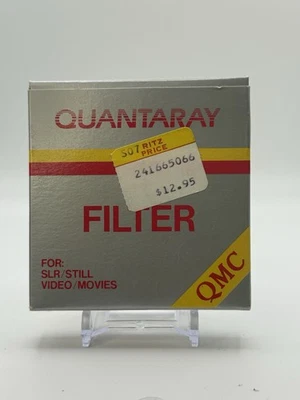 QUANTARAY
S07 RITZ
PRICE
241665066
$12.95
FILTER
FOR:
SLR/STILL
VIDEO/MOVIES
QMC